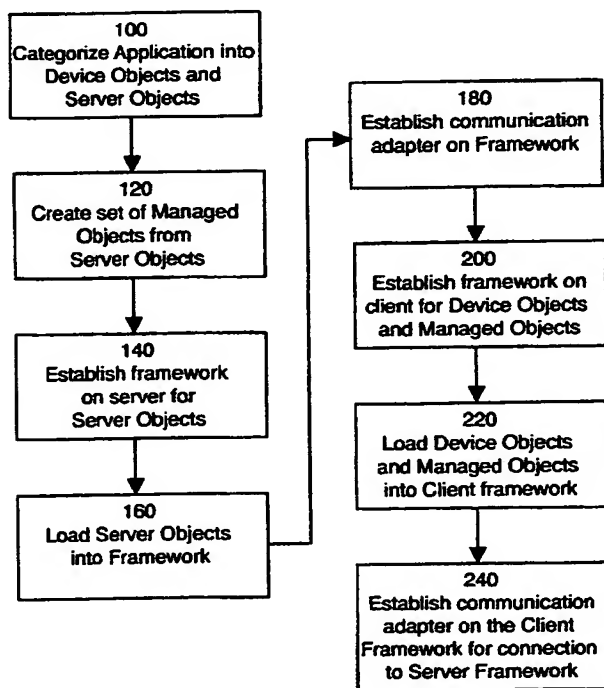 100
Categorize Application into
Device Objects and
Server Objects
120
Create set of Managed
Objects from
Server Objects
140
Establish framework
on server for
Server Objects
160
Load Server Objects
into Framework
180
Establish communication
adapter on Framework
200
Establish framework on
client for Device Objects
and Managed Objects
220
Load Device Objects
and Managed Objects
into Client framework
240
Establish communication
adapter on the Client
Framework for connection
to Server Framework